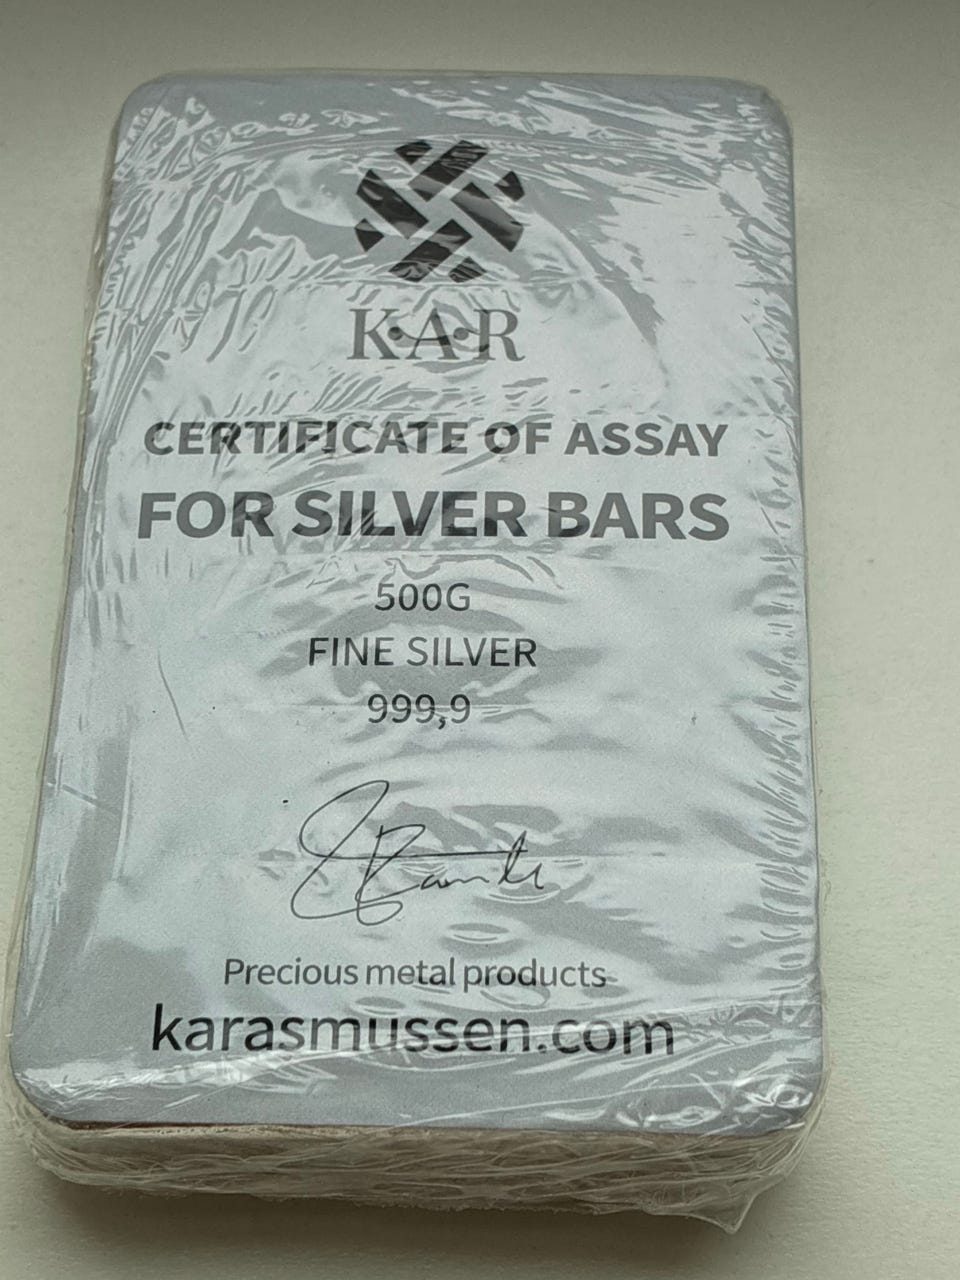 K·A·R
CERTIFICATE OF ASSAY
FOR SILVER BARS
500G
FINE SILVER
999,9
Precious metal products
karasmussen.com